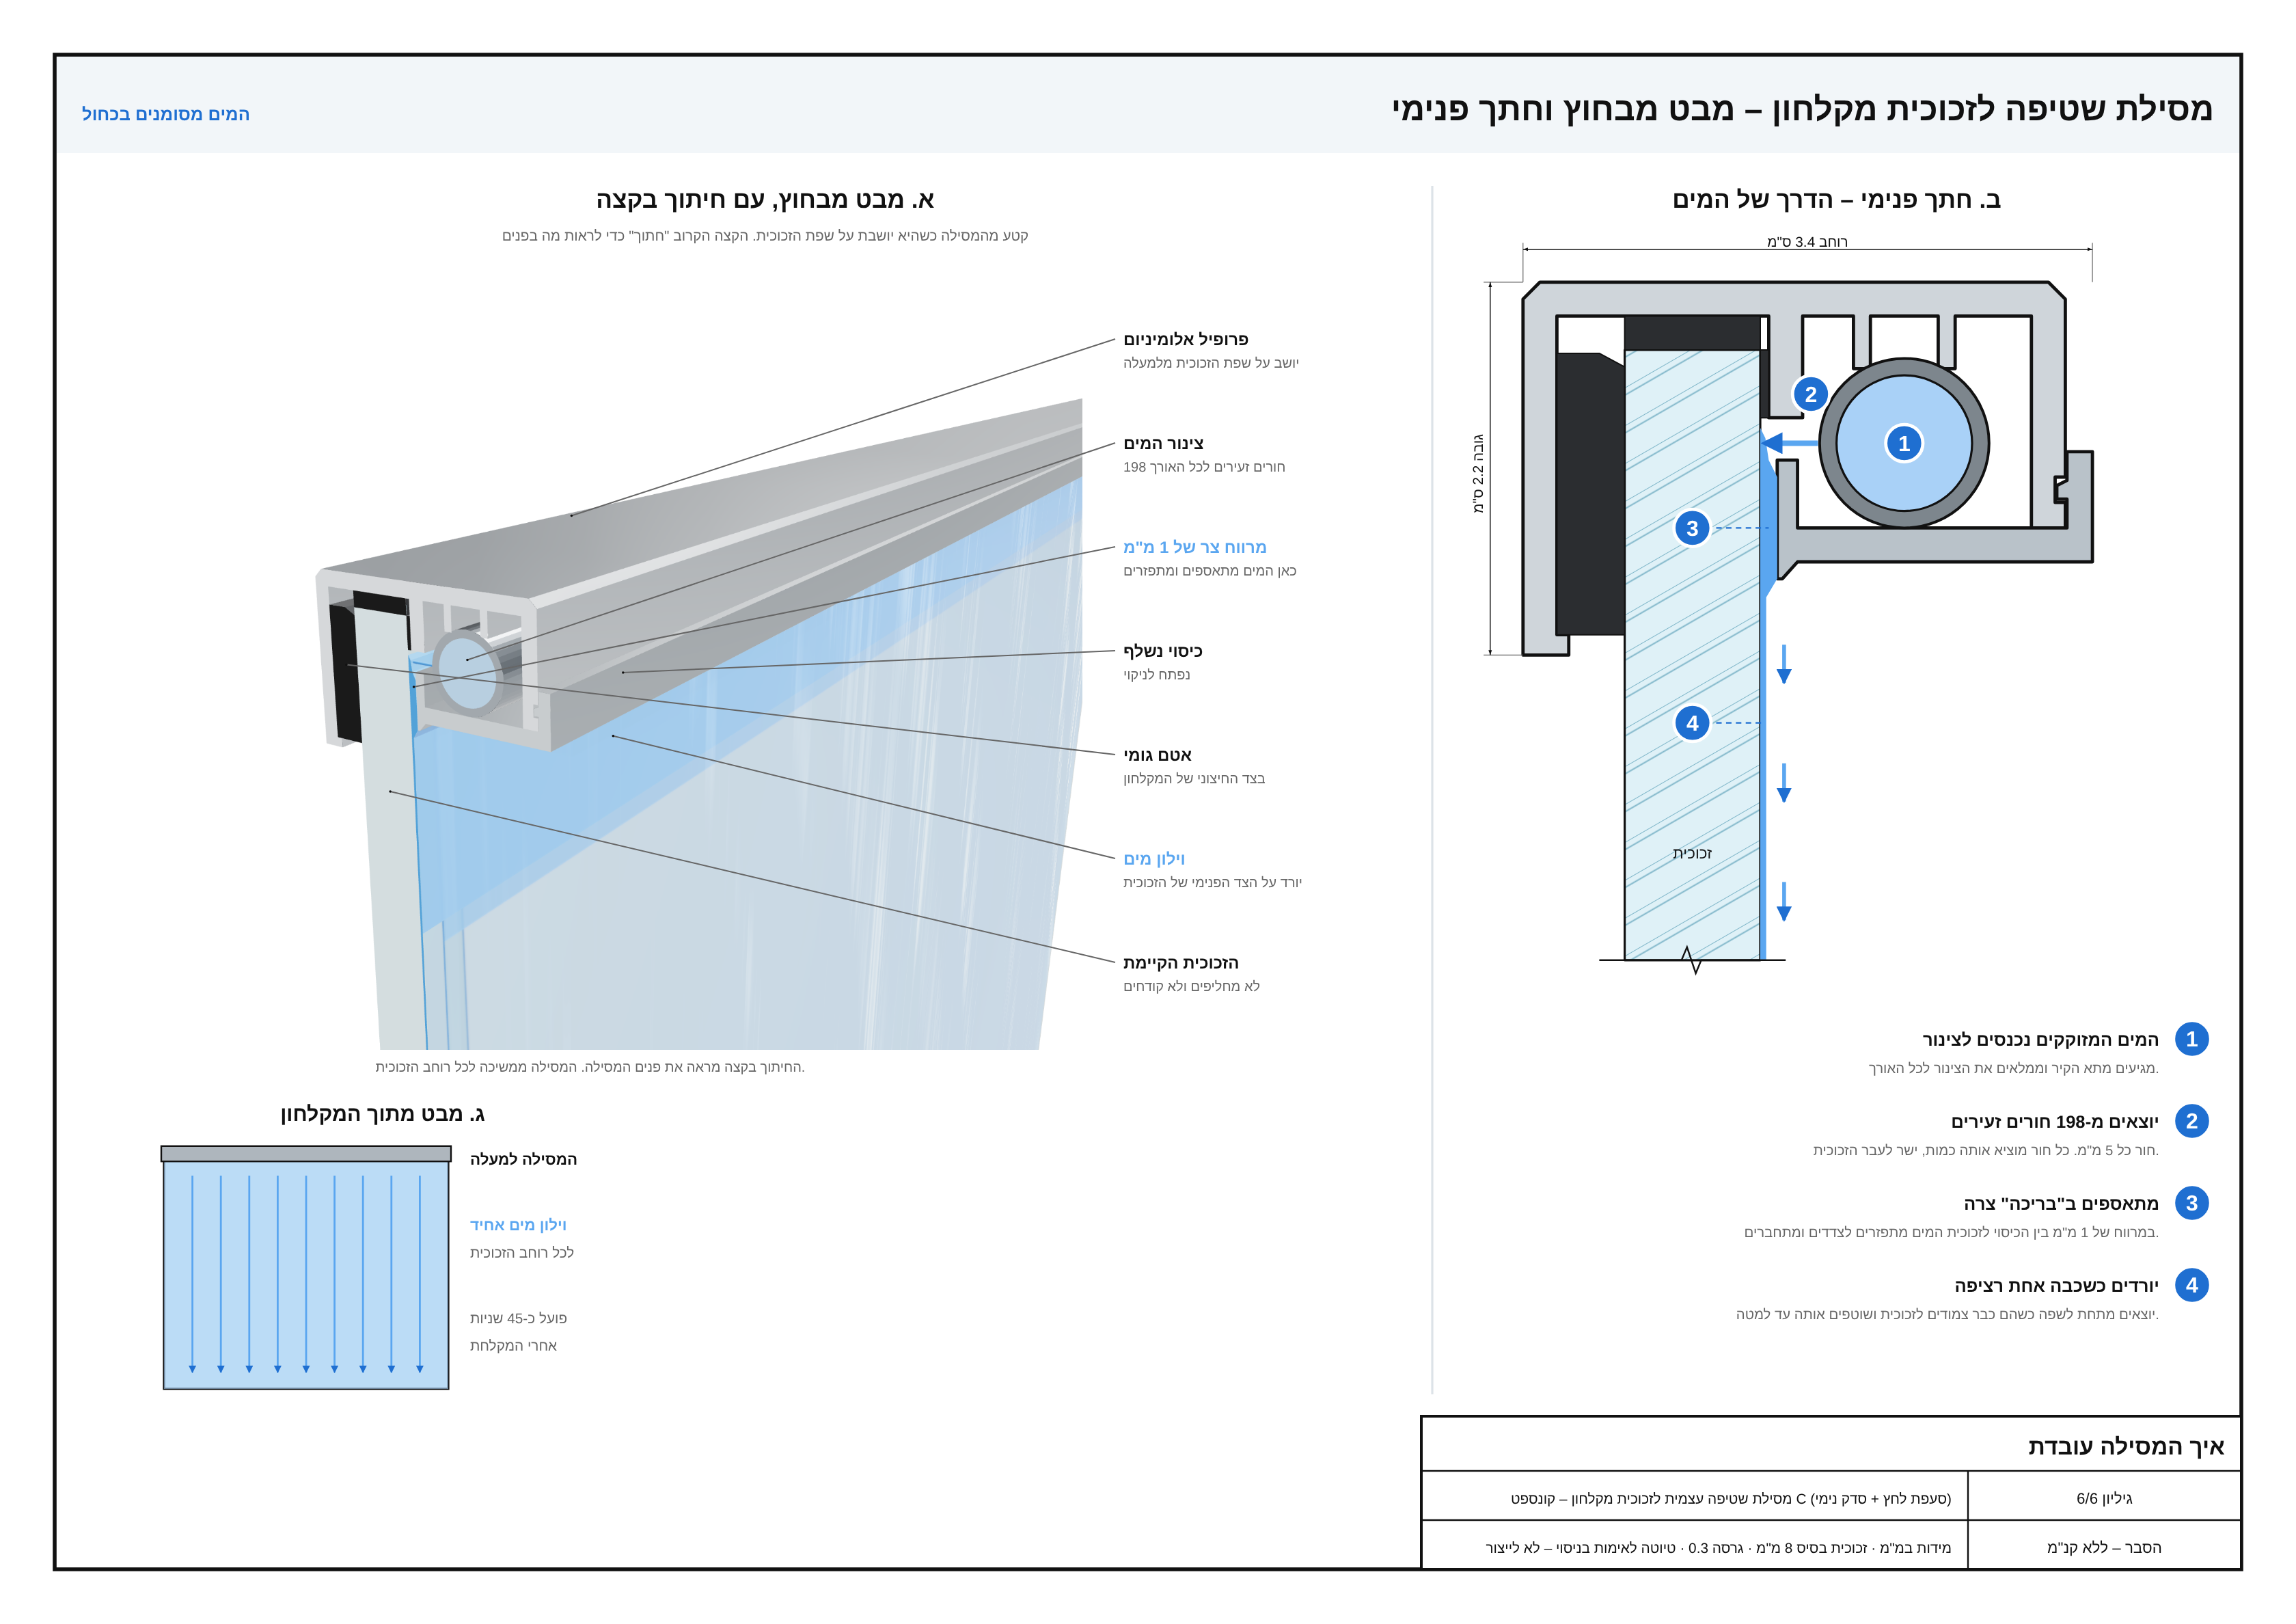 מסילת שטיפה לזכוכית מקלחון – מבט מבחוץ וחתך פנימי
המים מסומנים בכחול
ב. חתך פנימי – הדרך של המים
רוחב 3.4 ס"מ
גובה 2.2 ס"מ
1
2
3
4
זכוכית
1
המים המזוקקים נכנסים לצינור
מגיעים מתא הקיר וממלאים את הצינור לכל האורך.
2
יוצאים מ-198 חורים זעירים
חור כל 5 מ"מ. כל חור מוציא אותה כמות, ישר לעבר הזכוכית.
3
מתאספים ב"בריכה" צרה
במרווח של 1 מ"מ בין הכיסוי לזכוכית המים מתפזרים לצדדים ומתחברים.
4
יורדים כשכבה אחת רציפה
יוצאים מתחת לשפה כשהם כבר צמודים לזכוכית ושוטפים אותה עד למטה.
א. מבט מבחוץ, עם חיתוך בקצה
קטע מהמסילה כשהיא יושבת על שפת הזכוכית. הקצה הקרוב "חתוך" כדי לראות מה בפנים
פרופיל אלומיניום
יושב על שפת הזכוכית מלמעלה
צינור המים
198 חורים זעירים לכל האורך
מרווח צר של 1 מ"מ
כאן המים מתאספים ומתפזרים
כיסוי נשלף
נפתח לניקוי
אטם גומי
בצד החיצוני של המקלחון
וילון מים
יורד על הצד הפנימי של הזכוכית
הזכוכית הקיימת
לא מחליפים ולא קודחים
החיתוך בקצה מראה את פנים המסילה. המסילה ממשיכה לכל רוחב הזכוכית.
ג. מבט מתוך המקלחון
המסילה למעלה
וילון מים אחיד
לכל רוחב הזכוכית
פועל כ-45 שניות
אחרי המקלחת
איך המסילה עובדת
גיליון 6/6
מסילת שטיפה עצמית לזכוכית מקלחון – קונספט C (סעפת לחץ + סדק נימי)
הסבר – ללא קנ"מ
מידות במ"מ · זכוכית בסיס 8 מ"מ · גרסה 0.3 · טיוטה לאימות בניסוי – לא לייצור